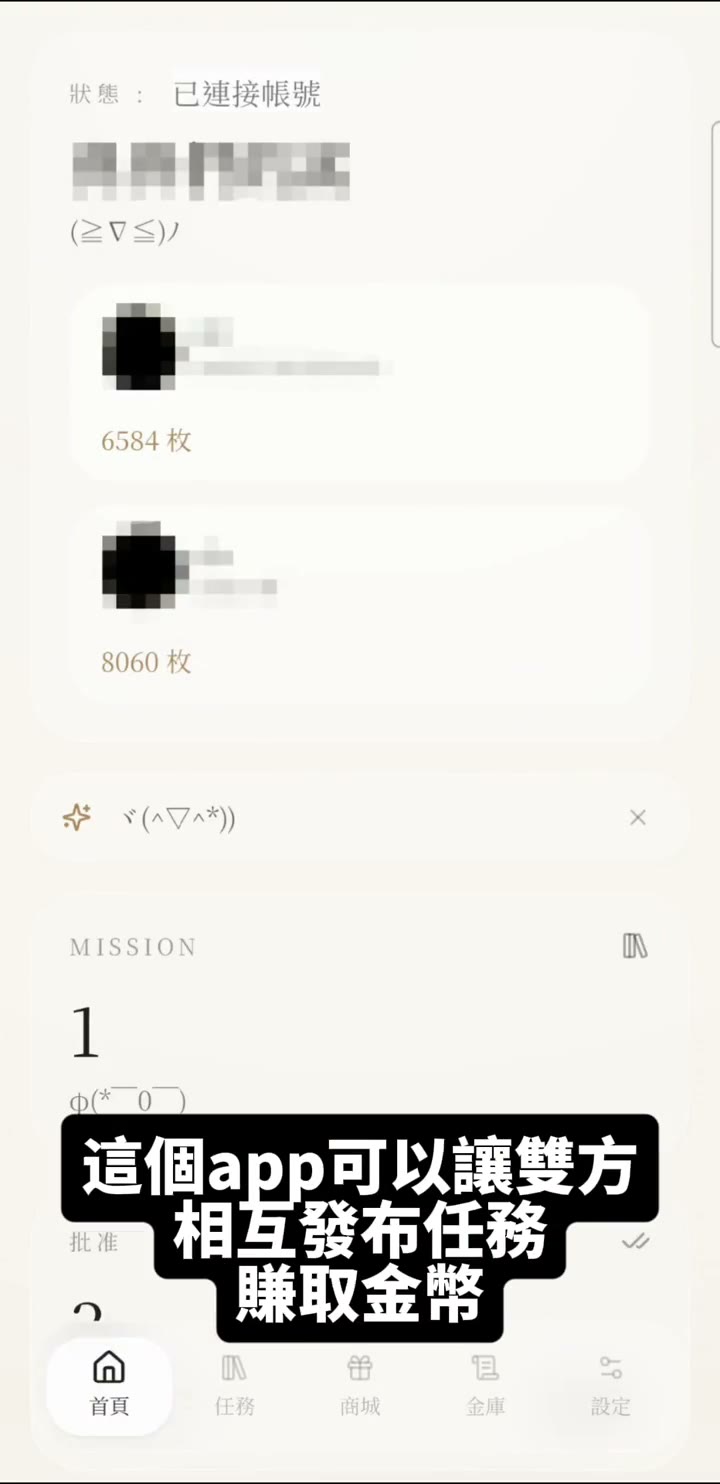 狀態： 已連接帳號
(≧∇≦)ﾉ
6584 枚
8060 枚
ヾ(^▽^*))
MISSION
1
φ(*￣0￣)
這個app可以讓雙方
相互發布任務
賺取金幣
批准
首頁 任務 商城 金庫 設定